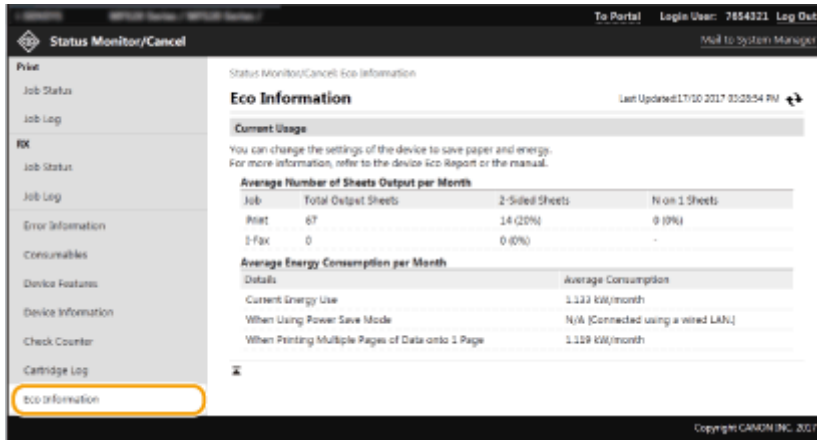 To Portal Login User: 7654321 Log Out
Status Monitor/Cancel
Mail to System Manager
Print
Job Status
Job Log
RX
Job Status
Job Log
Error Information
Consumables
Device Features
Device Information
Check Counter
Cartridge Log
Eco Information
Status Monitor/Cancel: Eco Information
Eco Information
Last Updated:17/10 2017 03:28:54 PM
Current Usage
You can change the settings of the device to save paper and energy.
For more information, refer to the device Eco Report or the manual.
Average Number of Sheets Output per Month
Job Total Output Sheets 2-Sided Sheets N on 1 Sheets
Print 67 14 (20%) 0 (0%)
I-Fax 0 0 (0%) -
Average Energy Consumption per Month
Details Average Consumption
Current Energy Use 1.133 kW/month
When Using Power Save Mode N/A (Connected using a wired LAN.)
When Printing Multiple Pages of Data onto 1 Page 1.119 kW/month
Copyright CANON INC. 2017